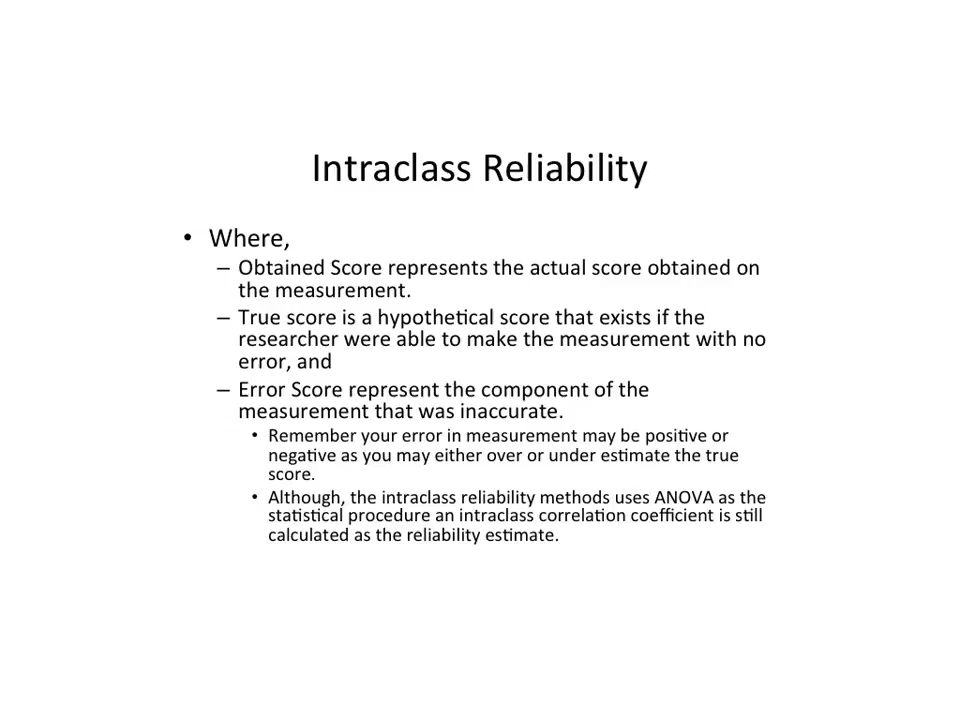 Intraclass Reliability
• Where,
– Obtained Score represents the actual score obtained on
the measurement.
– True score is a hypothetical score that exists if the
researcher were able to make the measurement with no
error, and
– Error Score represent the component of the
measurement that was inaccurate.
• Remember your error in measurement may be positive or
negative as you may either over or under estimate the true
score.
• Although, the intraclass reliability methods uses ANOVA as the
statistical procedure an intraclass correlation coefficient is still
calculated as the reliability estimate.